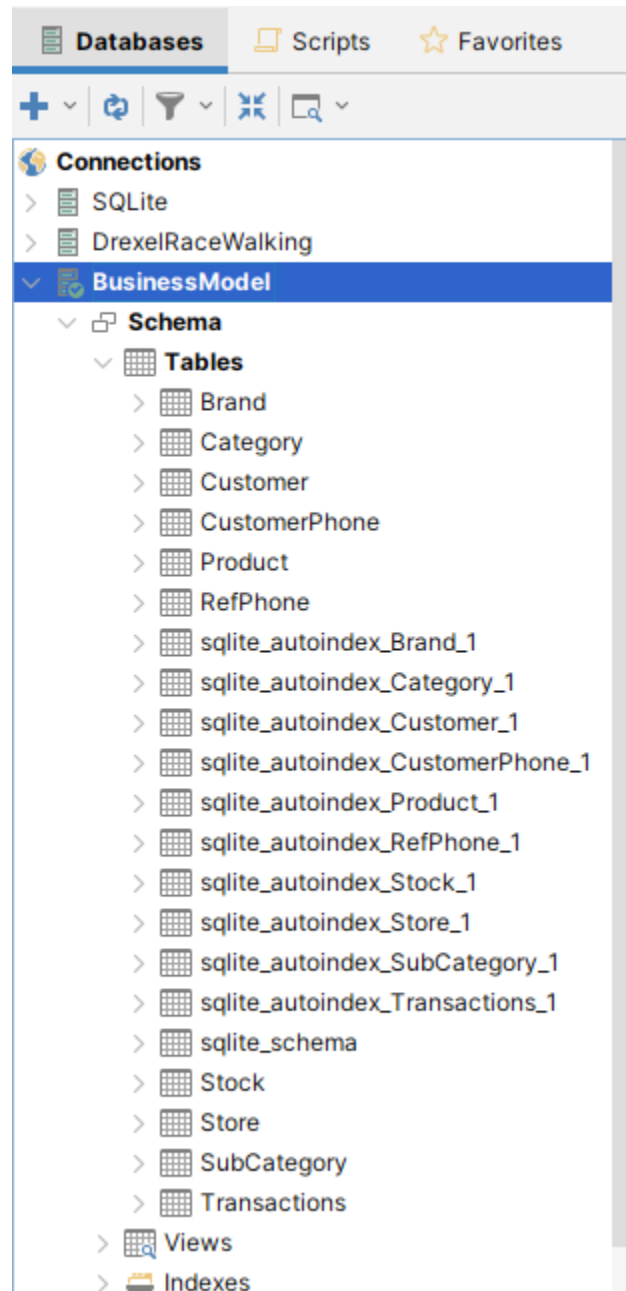 Databases Scripts Favorites
Connections
SQLite
DrexelRaceWalking
BusinessModel
Schema
Tables
Brand
Category
Customer
CustomerPhone
Product
RefPhone
sqlite_autoindex_Brand_1
sqlite_autoindex_Category_1
sqlite_autoindex_Customer_1
sqlite_autoindex_CustomerPhone_1
sqlite_autoindex_Product_1
sqlite_autoindex_RefPhone_1
sqlite_autoindex_Stock_1
sqlite_autoindex_Store_1
sqlite_autoindex_SubCategory_1
sqlite_autoindex_Transactions_1
sqlite_schema
Stock
Store
SubCategory
Transactions
Views
Indexes